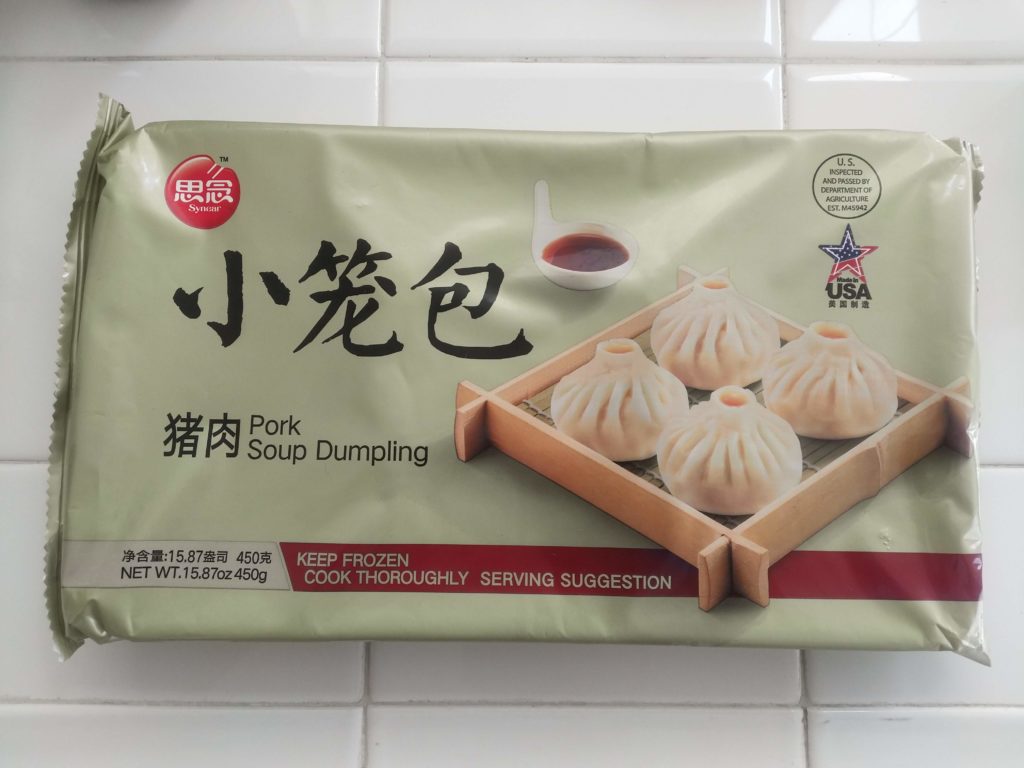 思念
Synear
TM
小笼包
猪肉 Pork
Soup Dumpling
U. S.
INSPECTED
AND PASSED BY
DEPARTMENT OF
AGRICULTURE
EST. M45942
Made in
USA
美国制造
净含量:15.87盎司 450克
NET WT.15.87oz 450g
KEEP FROZEN
COOK THOROUGHLY SERVING SUGGESTION